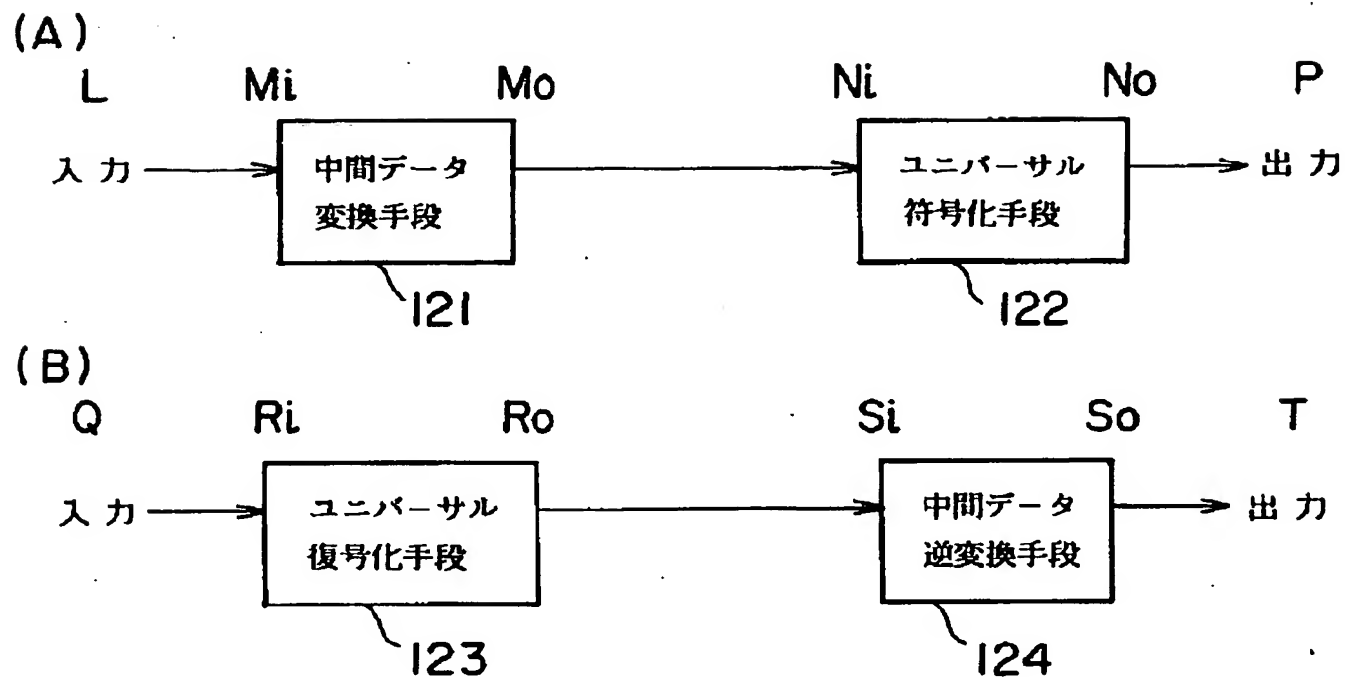 (A)
L Mi Mo Ni No P
入力 中間データ ユニバーサル 出力
変換手段 符号化手段
121 122
(B)
Q Ri Ro Si So T
入力 ユニバーサル 中間データ 出力
復号化手段 逆変換手段
123 124